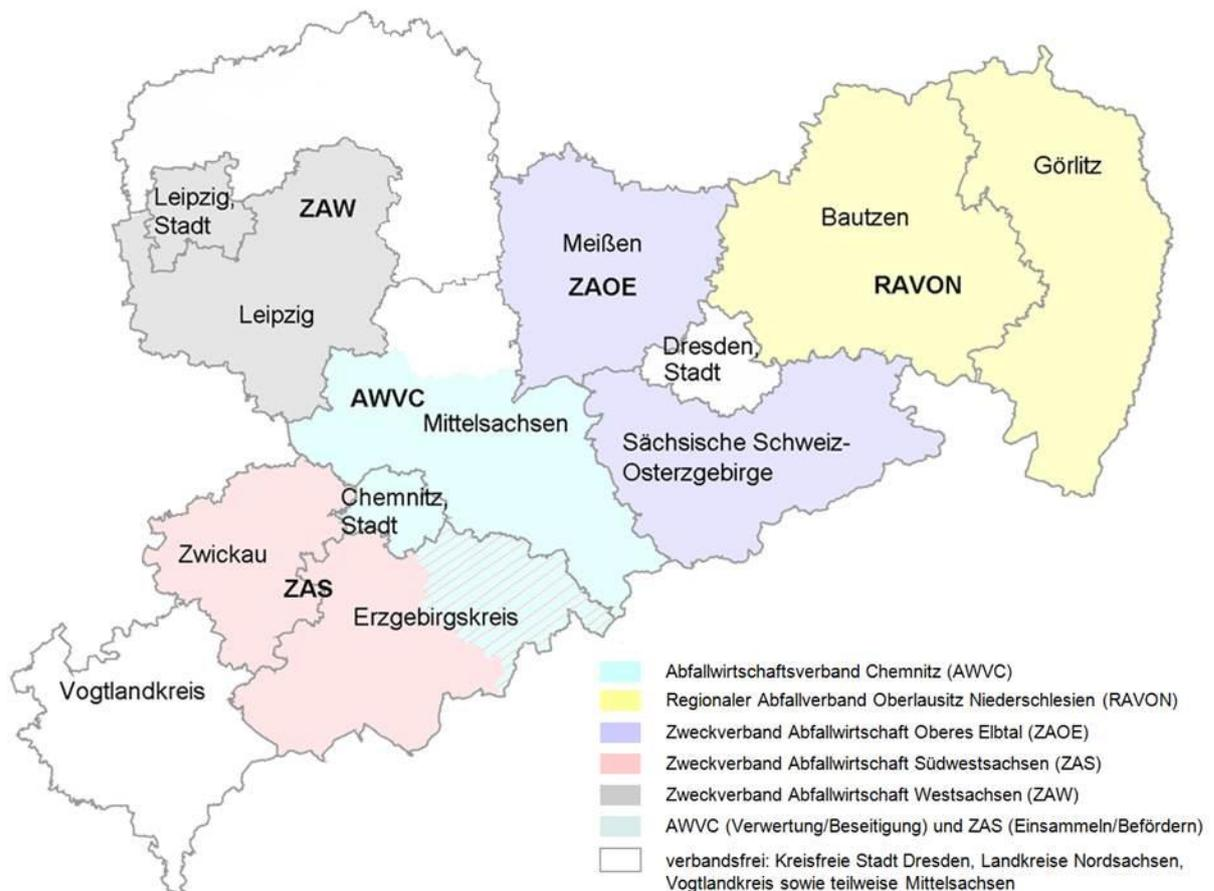 Görlitz
Leipzig,
Stadt
ZAW
Bautzen
Meißen
ZAOE
RAVON
Leipzig
Dresden,
Stadt
AWVC
Mittelsachsen
Sächsische Schweiz-
Osterzgebirge
Chemnitz,
Stadt
Zwickau
ZAS
Erzgebirgskreis
Vogtlandkreis
Abfallwirtschaftsverband Chemnitz (AWVC)
Regionaler Abfallverband Oberlausitz Niederschlesien (RAVON)
Zweckverband Abfallwirtschaft Oberes Elbtal (ZAOE)
Zweckverband Abfallwirtschaft Südwestsachsen (ZAS)
Zweckverband Abfallwirtschaft Westsachsen (ZAW)
AWVC (Verwertung/Beseitigung) und ZAS (Einsammeln/Befördern)
verbandsfrei: Kreisfreie Stadt Dresden, Landkreise Nordsachsen,
Vogtlandkreis sowie teilweise Mittelsachsen